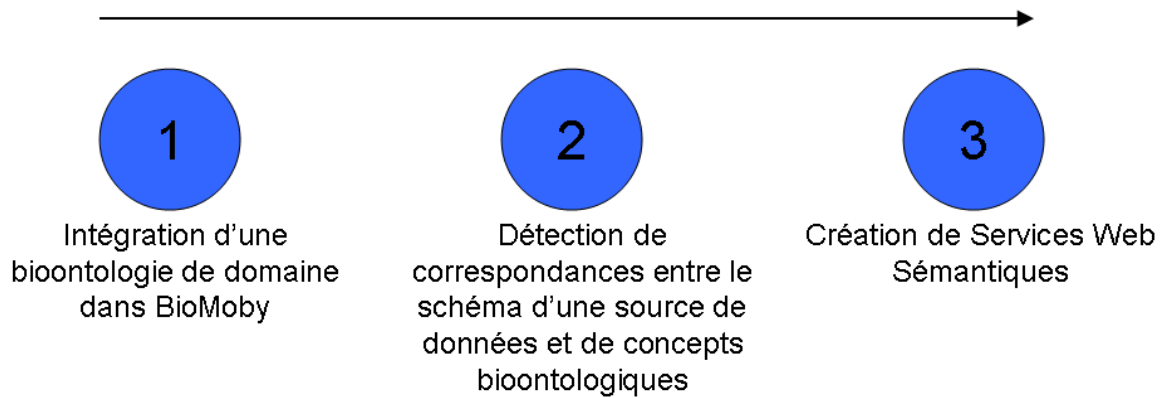 1
Intégration d’une
bioontologie de domaine
dans BioMoby
2
Détection de
correspondances entre le
schéma d’une source de
données et de concepts
bioontologiques
3
Création de Services Web
Sémantiques